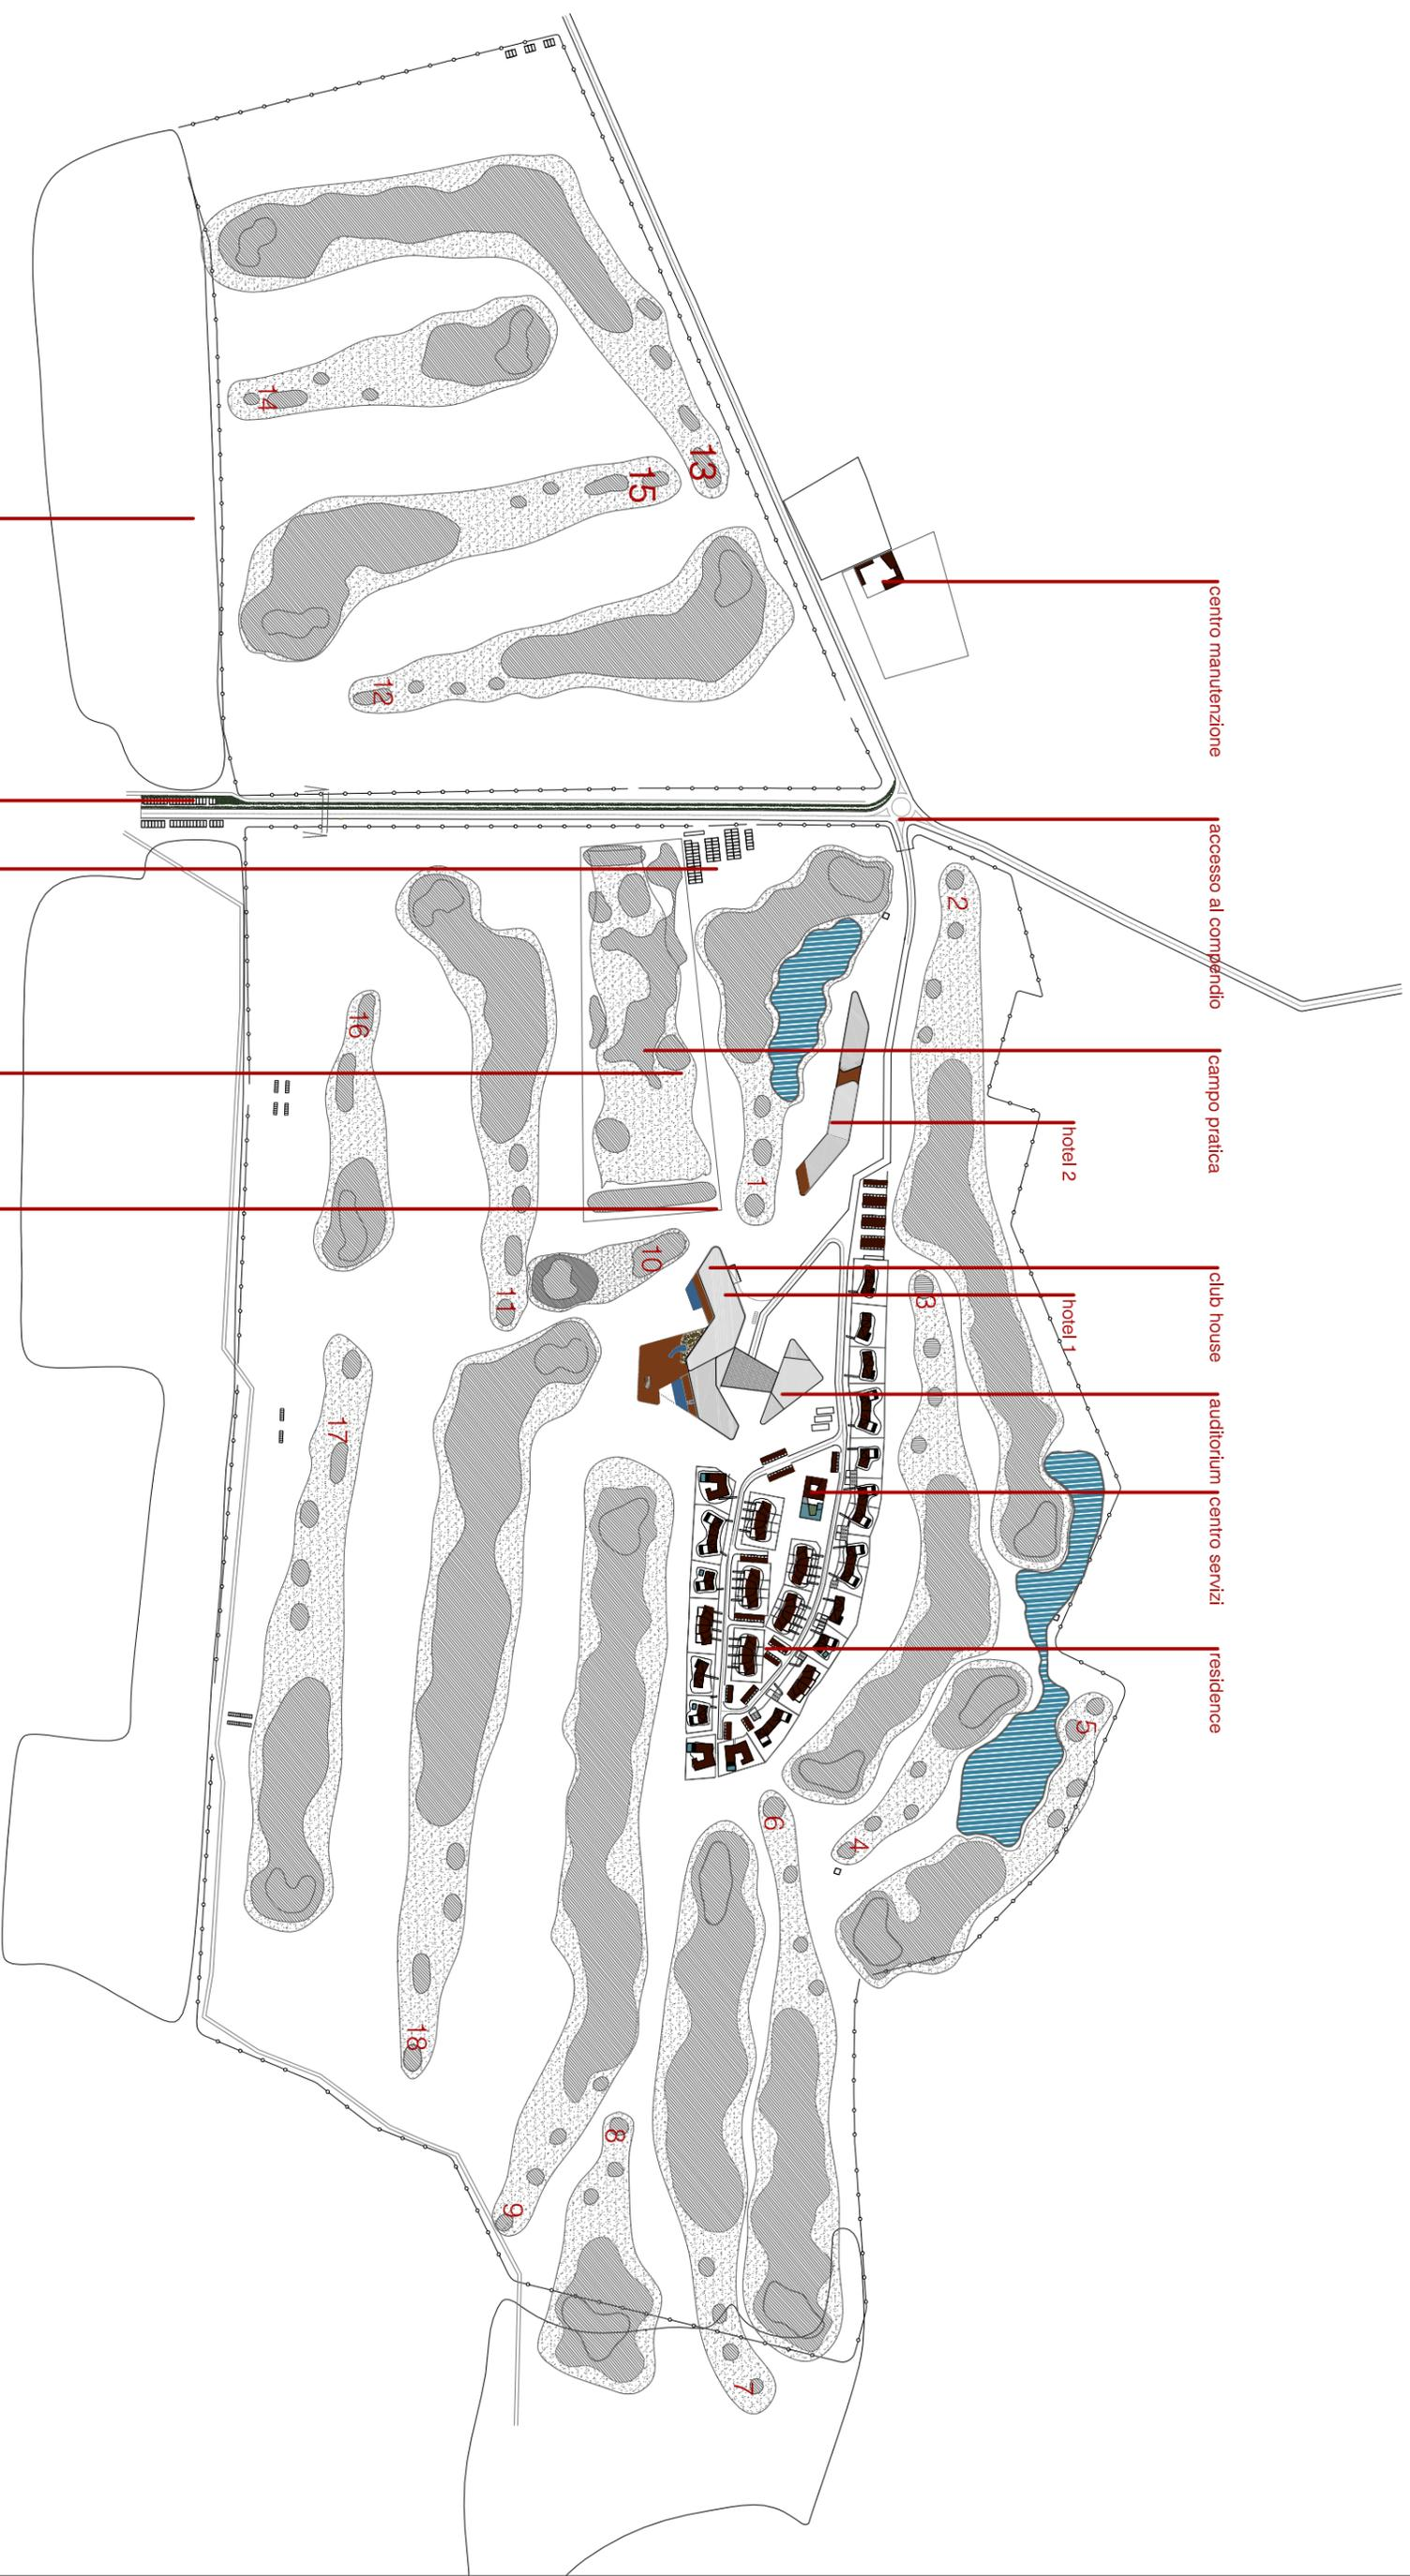 centro manutenzione
accesso al compendio
campo pratica
hotel 2
club house
hotel 1
auditorium
centro servizi
residence
13
14
15
12
2
16
1
10
3
11
17
5
6
4
18
8
9
7